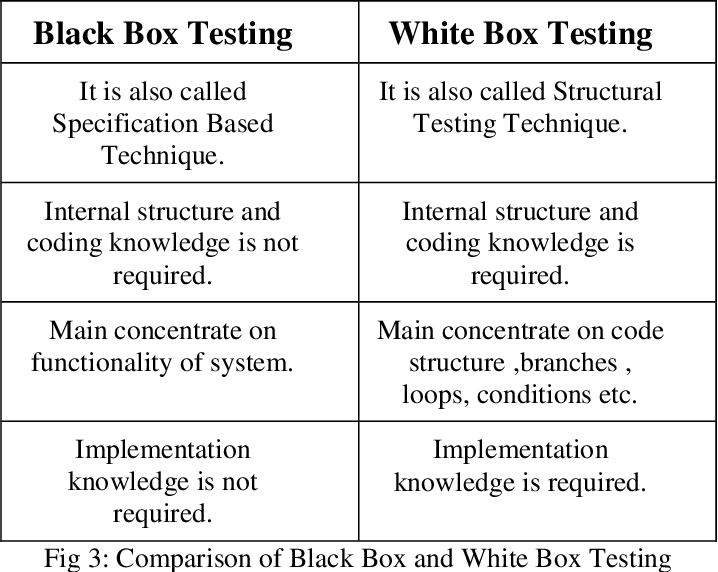 Black Box Testing
White Box Testing
It is also called
Specification Based
Technique.
It is also called Structural
Testing Technique.
Internal structure and
coding knowledge is not
required.
Internal structure and
coding knowledge is
required.
Main concentrate on
functionality of system.
Main concentrate on code
structure ,branches ,
loops, conditions etc.
Implementation
knowledge is not
required.
Implementation
knowledge is required.
Fig 3: Comparison of Black Box and White Box Testing